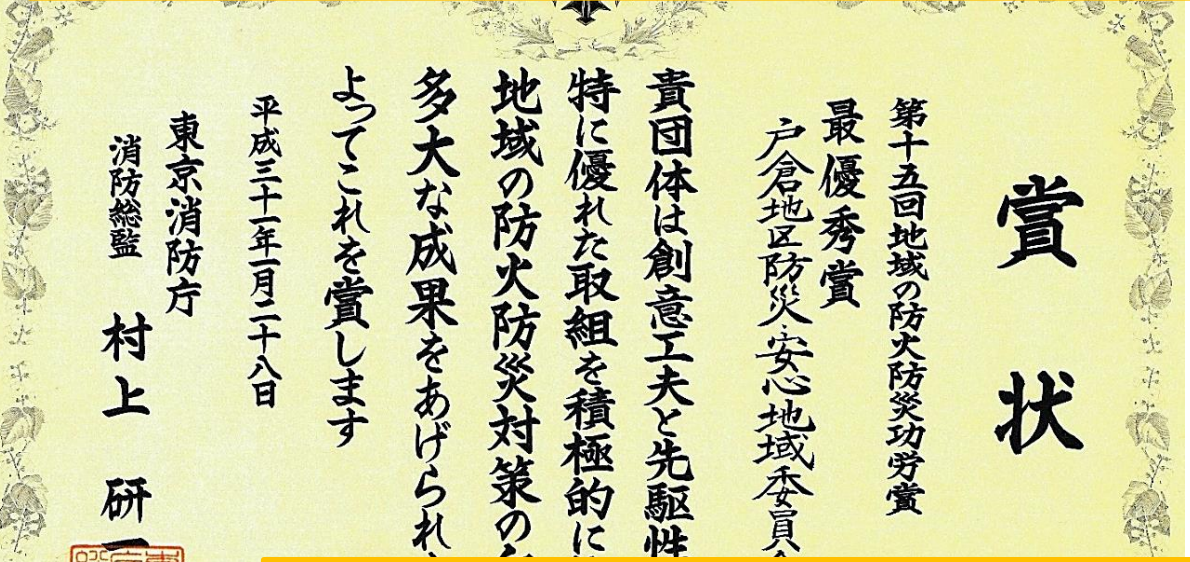 賞状
第十五回地域の防火防災功労賞
最優秀賞
戸倉地区防災・安心地域委員
貴団体は創意工夫と先駆性
特に優れた取組を積極的に
地域の防火防災対策の
多大な成果をあげられ
よってこれを賞します
平成三十一年一月二十八日
東京消防庁
消防総監 村上 研一